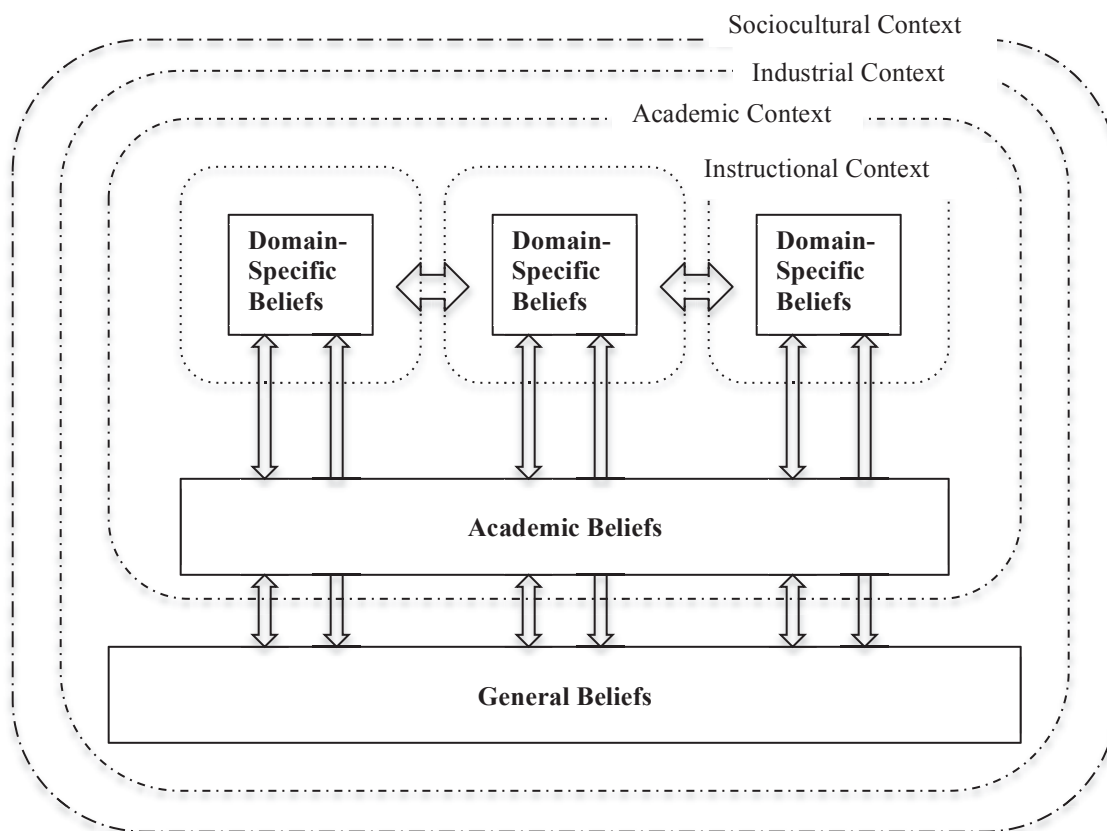 Sociocultural Context
Industrial Context
Academic Context
Instructional Context
Domain-
Specific
Beliefs
Domain-
Specific
Beliefs
Domain-
Specific
Beliefs
Academic Beliefs
General Beliefs